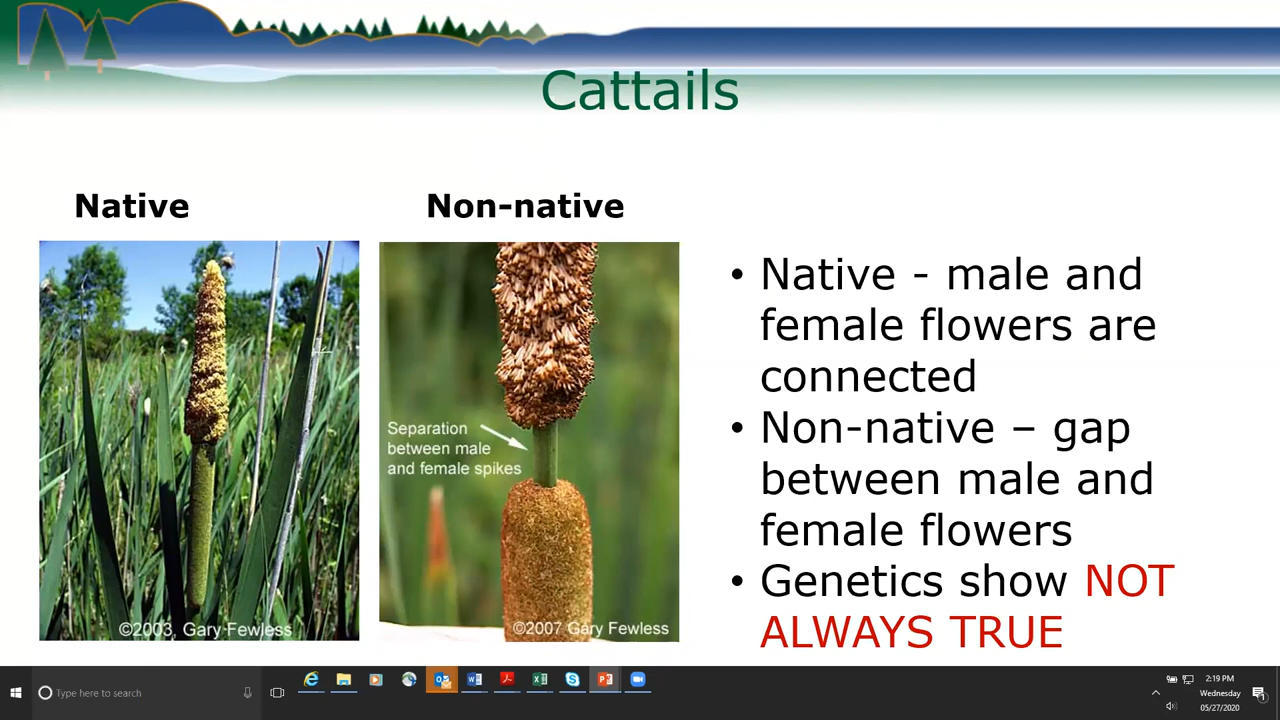 Cattails
Native
Non-native
Separation
between male
and female spikes
©2003, Gary Fewless
©2007 Gary Fewless
• Native - male and
female flowers are
connected
• Non-native – gap
between male and
female flowers
• Genetics show NOT
ALWAYS TRUE
Type here to search
2:19 PM
Wednesday
05/27/2020